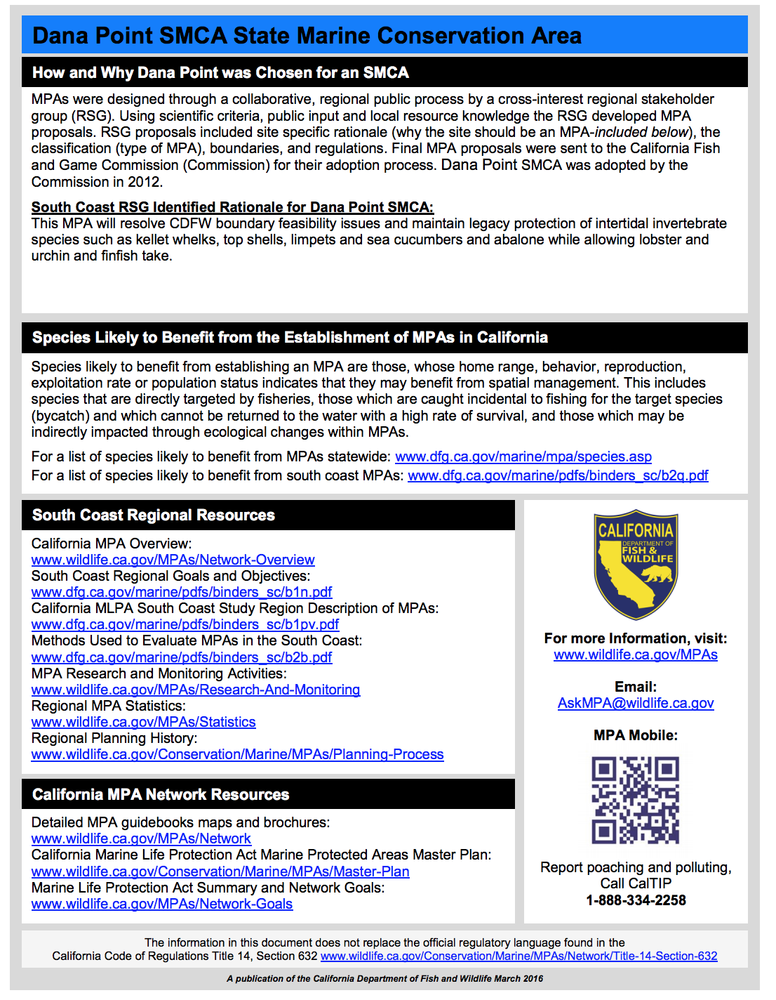 Dana Point SMCA State Marine Conservation Area
How and Why Dana Point was Chosen for an SMCA
MPAs were designed through a collaborative, regional public process by a cross-interest regional stakeholder
group (RSG). Using scientific criteria, public input and local resource knowledge the RSG developed MPA
proposals. RSG proposals included site specific rationale (why the site should be an MPA-included below), the
classification (type of MPA), boundaries, and regulations. Final MPA proposals were sent to the California Fish
and Game Commission (Commission) for their adoption process. Dana Point SMCA was adopted by the
Commission in 2012.
South Coast RSG Identified Rationale for Dana Point SMCA:
This MPA will resolve CDFW boundary feasibility issues and maintain legacy protection of intertidal invertebrate
species such as kellet whelks, top shells, limpets and sea cucumbers and abalone while allowing lobster and
urchin and finfish take.
Species Likely to Benefit from the Establishment of MPAs in California
Species likely to benefit from establishing an MPA are those, whose home range, behavior, reproduction,
exploitation rate or population status indicates that they may benefit from spatial management. This includes
species that are directly targeted by fisheries, those which are caught incidental to fishing for the target species
(bycatch) and which cannot be returned to the water with a high rate of survival, and those which may be
indirectly impacted through ecological changes within MPAs.
For a list of species likely to benefit from MPAs statewide: www.dfg.ca.gov/marine/mpa/species.asp
For a list of species likely to benefit from south coast MPAs: www.dfg.ca.gov/marine/pdfs/binders_sc/b2q.pdf
South Coast Regional Resources
California MPA Overview:
www.wildlife.ca.gov/MPAs/Network-Overview
South Coast Regional Goals and Objectives:
www.dfg.ca.gov/marine/pdfs/binders_sc/b1n.pdf
California MLPA South Coast Study Region Description of MPAs:
www.dfg.ca.gov/marine/pdfs/binders_sc/b1pv.pdf
Methods Used to Evaluate MPAs in the South Coast:
www.dfg.ca.gov/marine/pdfs/binders_sc/b2b.pdf
MPA Research and Monitoring Activities:
www.wildlife.ca.gov/MPAs/Research-And-Monitoring
Regional MPA Statistics:
www.wildlife.ca.gov/MPAs/Statistics
Regional Planning History:
www.wildlife.ca.gov/Conservation/Marine/MPAs/Planning-Process
California MPA Network Resources
Detailed MPA guidebooks maps and brochures:
www.wildlife.ca.gov/MPAs/Network
California Marine Life Protection Act Marine Protected Areas Master Plan:
www.wildlife.ca.gov/Conservation/Marine/MPAs/Master-Plan
Marine Life Protection Act Summary and Network Goals:
www.wildlife.ca.gov/MPAs/Network-Goals
CALIFORNIA
DEPARTMENT OF
FISH &
WILDLIFE
For more Information, visit:
www.wildlife.ca.gov/MPAs
Email:
AskMPA@wildlife.ca.gov
MPA Mobile:
Report poaching and polluting,
Call CalTIP
1-888-334-2258
The information in this document does not replace the official regulatory language found in the
California Code of Regulations Title 14, Section 632 www.wildlife.ca.gov/Conservation/Marine/MPAs/Network/Title-14-Section-632
A publication of the California Department of Fish and Wildlife March 2016